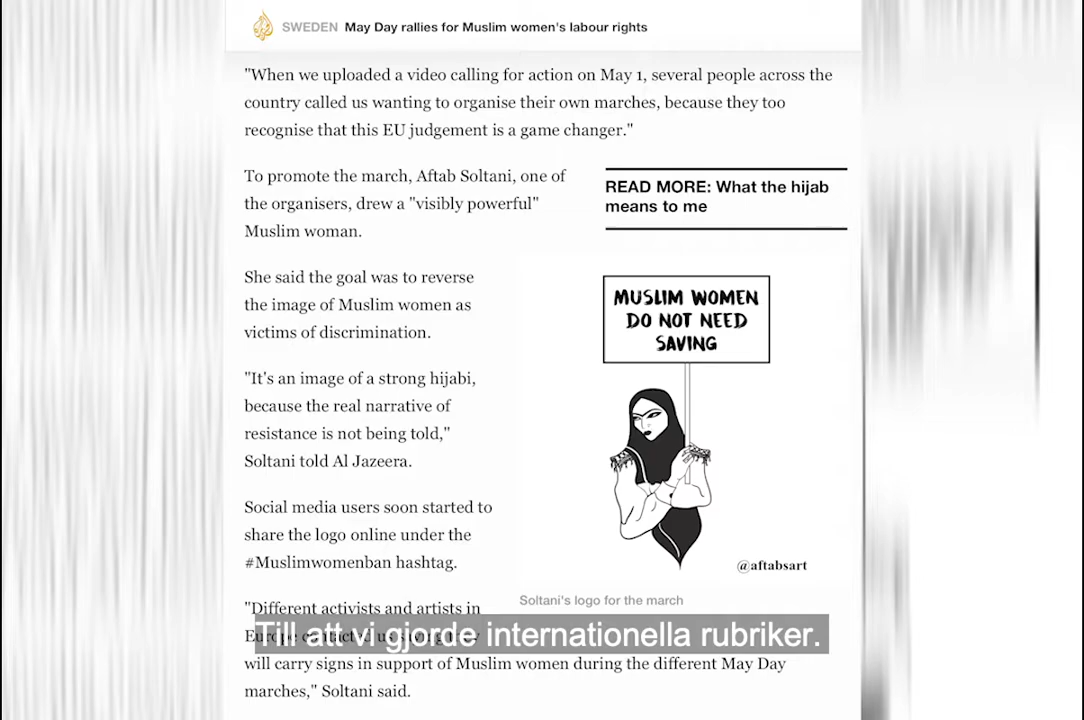 SWEDEN May Day rallies for Muslim women's labour rights
"When we uploaded a video calling for action on May 1, several people across the
country called us wanting to organise their own marches, because they too
recognise that this EU judgement is a game changer."
To promote the march, Aftab Soltani, one of
the organisers, drew a "visibly powerful"
Muslim woman.
READ MORE: What the hijab
means to me
She said the goal was to reverse
the image of Muslim women as
victims of discrimination.
"It's an image of a strong hijabi,
because the real narrative of
resistance is not being told,"
Soltani told Al Jazeera.
Social media users soon started to
share the logo online under the
#Muslimwomenban hashtag.
MUSLIM WOMEN
DO NOT NEED
SAVING
@aftabsart
Soltani's logo for the march
"Different activists and artists in
Europe
Till att vi gjorde internationella rubriker.
will carry signs in support of Muslim women during the different May Day
marches," Soltani said.